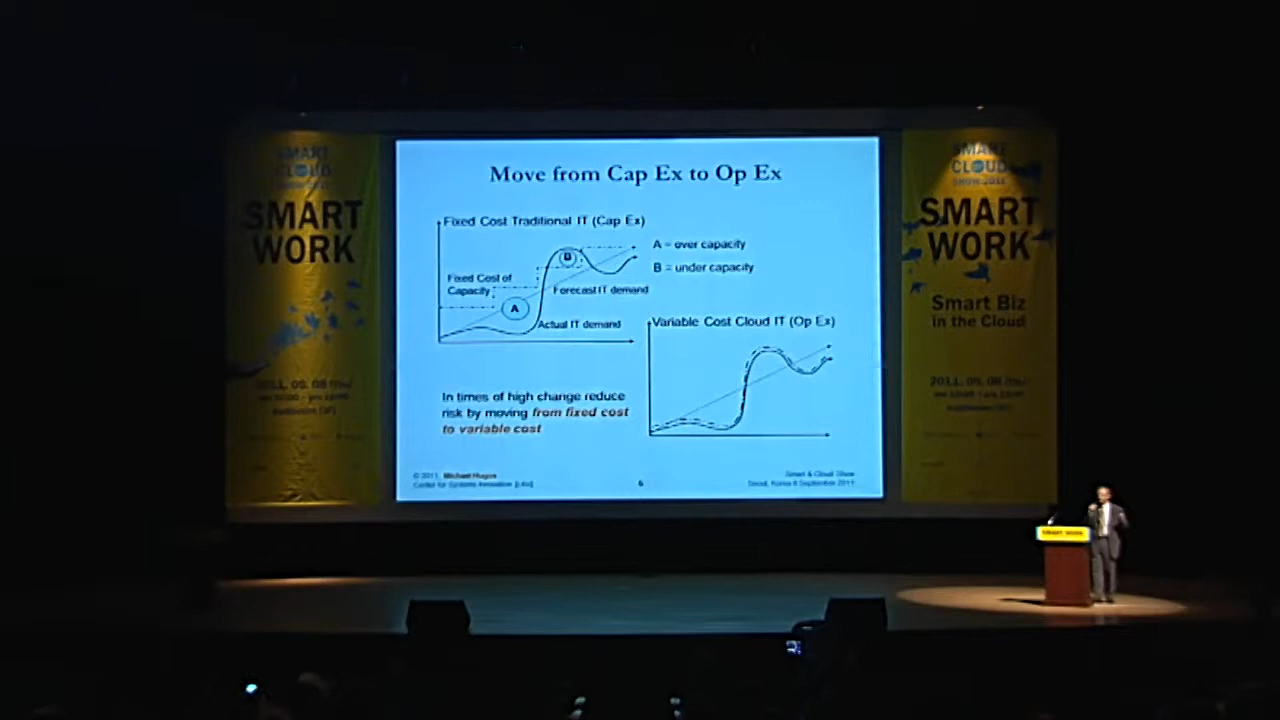 SMART
CLOUD
SHOW 2011
SMART
WORK
2011. 09. 08
Move from Cap Ex to Op Ex
Fixed Cost Traditional IT (Cap Ex)
A = over capacity
B
B = under capacity
Fixed Cost of
Capacity
Forecast IT demand
A
Actual IT demand
Variable Cost Cloud IT (Op Ex)
In times of high change reduce
risk by moving from fixed cost
to variable cost
© 2011 Michael Hugos
Center for Systems Innovation [c4si]
6
Smart & Cloud Show
Seoul, Korea 8 September 2011
SMART
CLOUD
SHOW 2011
SMART
WORK
Smart Biz
in the Cloud
2011. 09. 08
SMART WORK